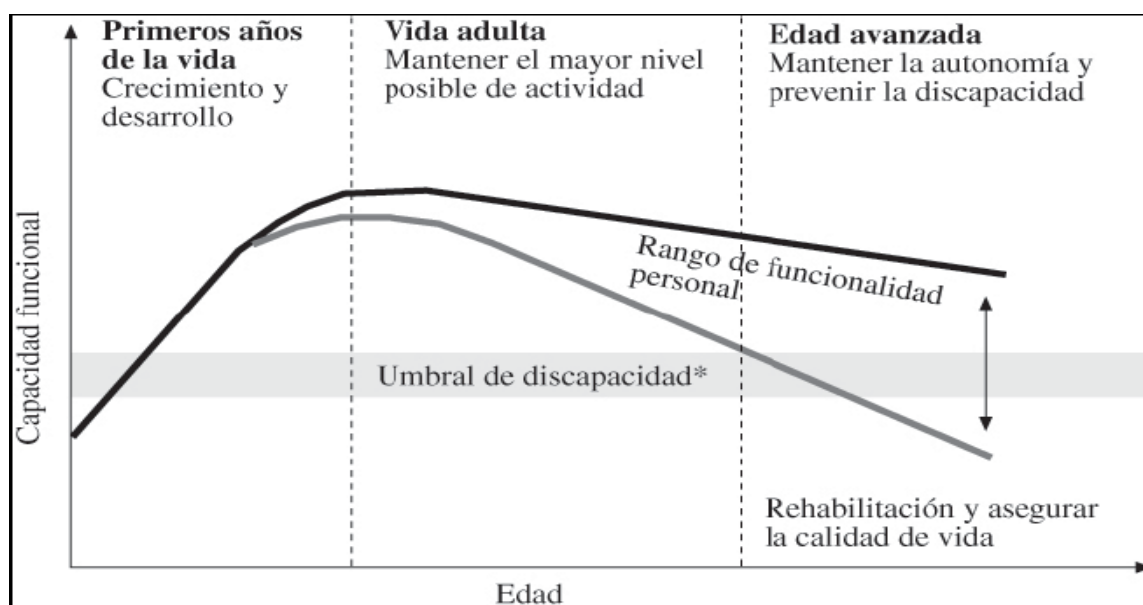 Primeros años
de la vida
Crecimiento y
desarrollo
Vida adulta
Mantener el mayor nivel
posible de actividad
Edad avanzada
Mantener la autonomía y
prevenir la discapacidad
Capacidad funcional
Rango de funcionalidad
personal
Umbral de discapacidad*
Rehabilitación y asegurar
la calidad de vida
Edad